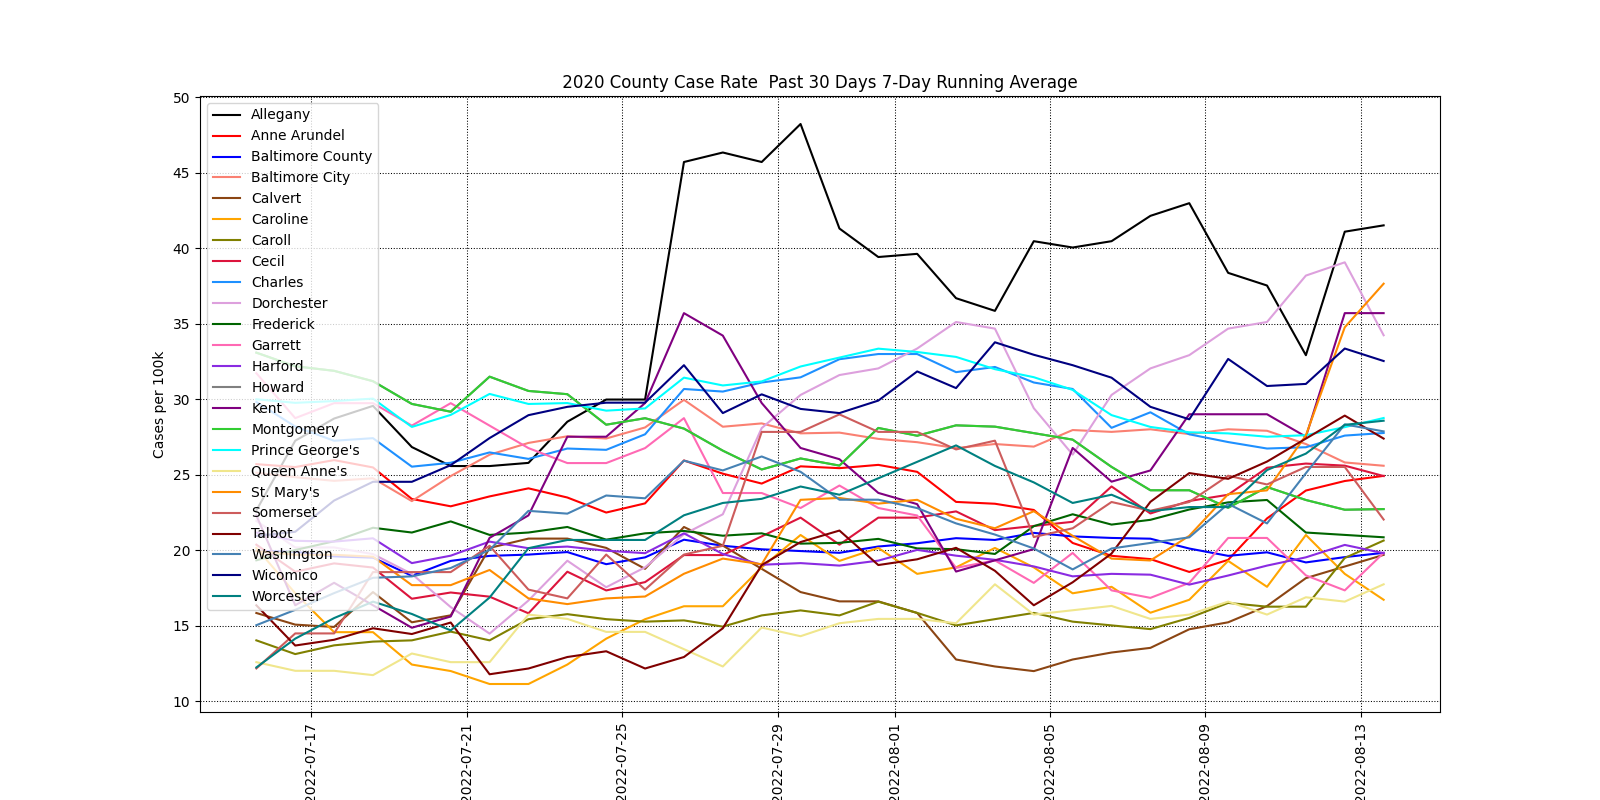 2020 County Case Rate  Past 30 Days 7-Day Running Average
Cases per 100k
50
45
40
35
30
25
20
15
10
Allegany
Anne Arundel
Baltimore County
Baltimore City
Calvert
Caroline
Caroll
Cecil
Charles
Dorchester
Frederick
Garrett
Harford
Howard
Kent
Montgomery
Prince George's
Queen Anne's
St. Mary's
Somerset
Talbot
Washington
Wicomico
Worcester
2022-07-17
2022-07-21
2022-07-25
2022-07-29
2022-08-01
2022-08-05
2022-08-09
2022-08-13